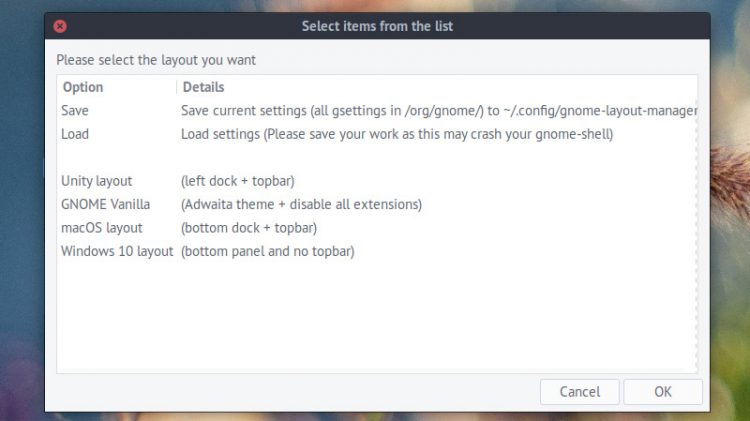 Select items from the list
Please select the layout you want
Option Details
Save Save current settings (all gsettings in /org/gnome/) to ~/.config/gnome-layout-manager
Load Load settings (Please save your work as this may crash your gnome-shell)
Unity layout (left dock + topbar)
GNOME Vanilla (Adwaita theme + disable all extensions)
macOS layout (bottom dock + topbar)
Windows 10 layout (bottom panel and no topbar)
Cancel OK